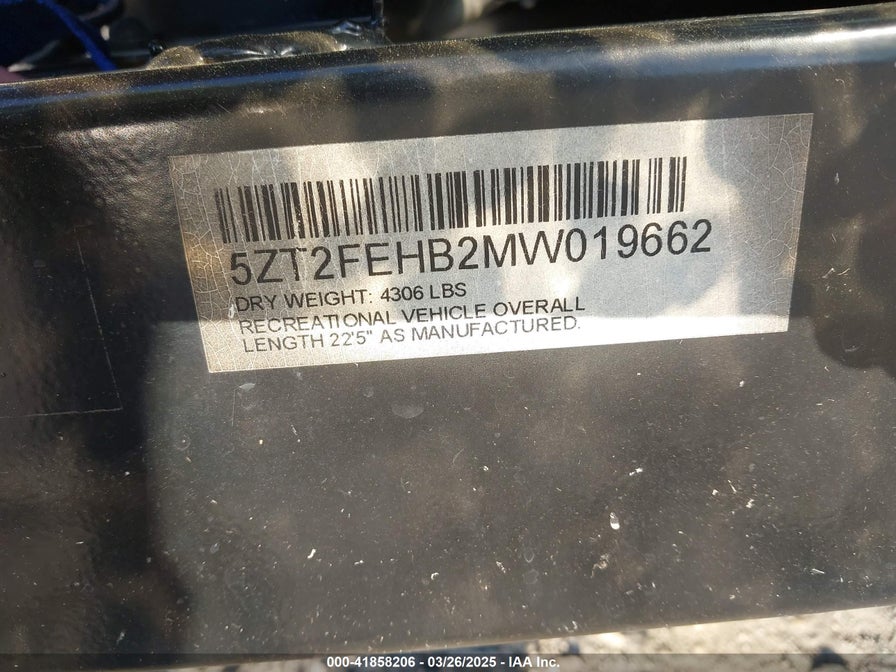 5ZT2FEHB2MW019662
DRY WEIGHT: 4306 LBS
RECREATIONAL VEHICLE OVERALL
LENGTH 22'5" AS MANUFACTURED.
000-41858206 - 03/26/2025 - IAA Inc.